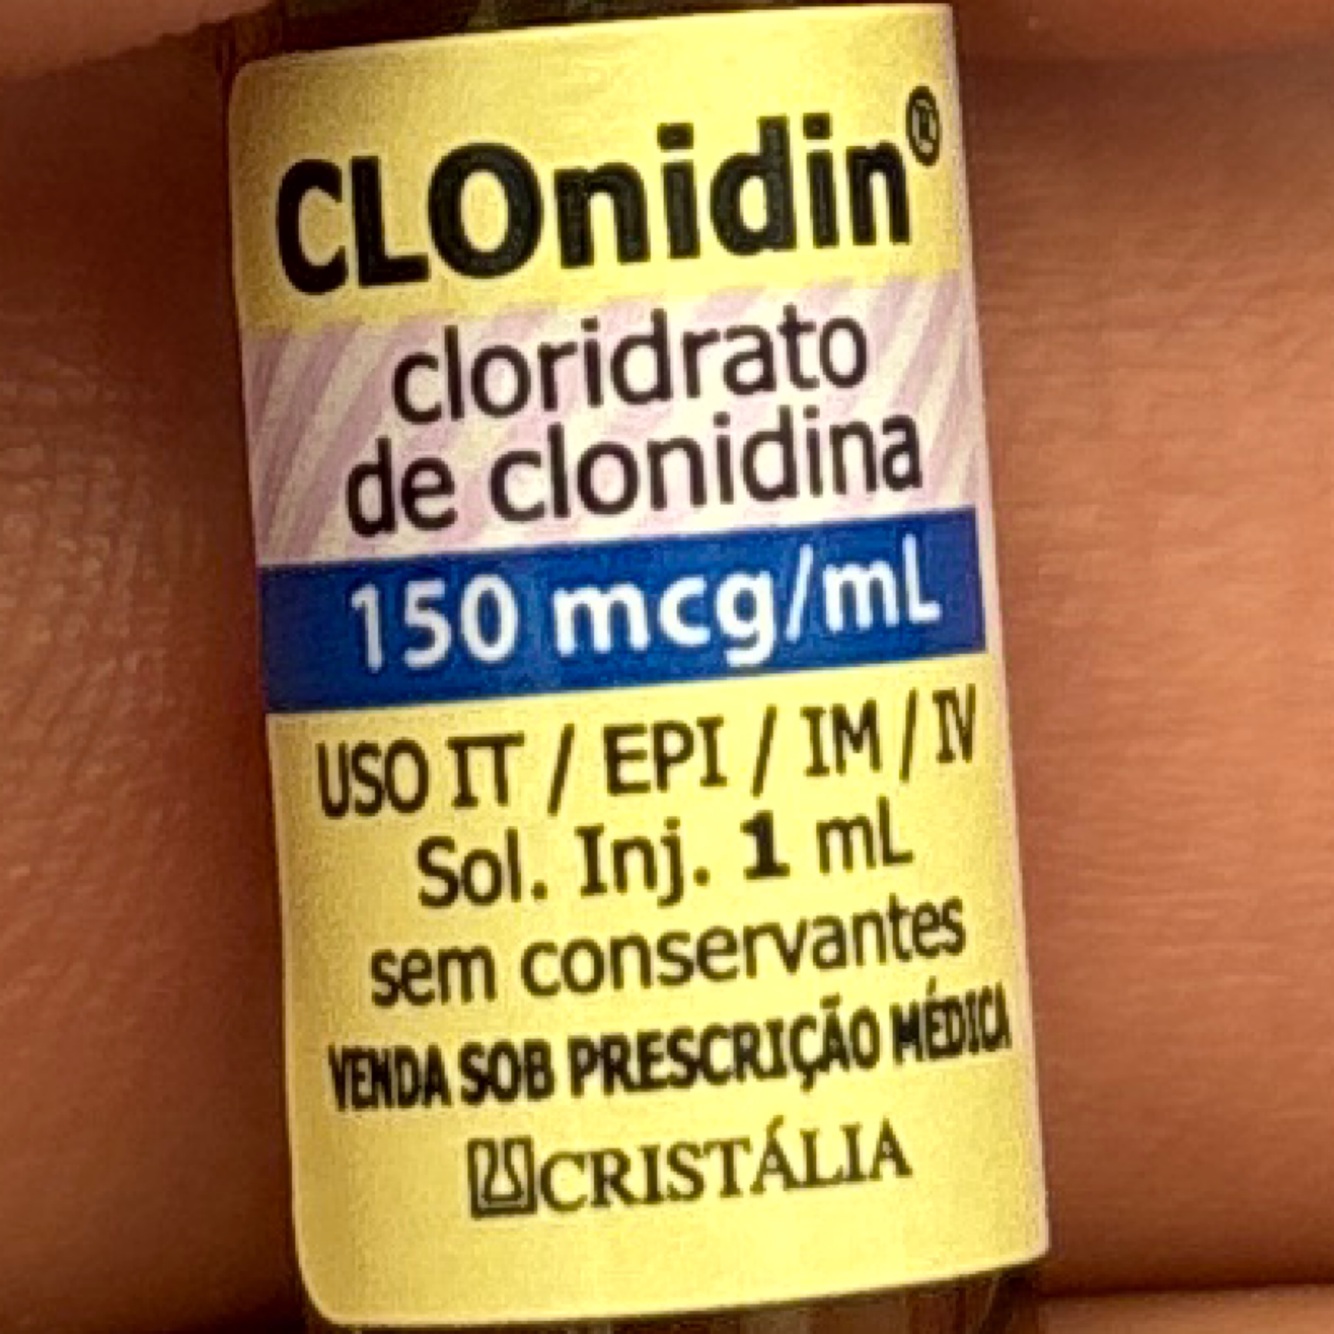 CLOnidin®
cloridrato
de clonidina
150 mcg/mL
USO IT / EPI / IM / IV
Sol. Inj. 1 mL
sem conservantes
VENDA SOB PRESCRIÇÃO MÉDICA
CRISTÁLIA